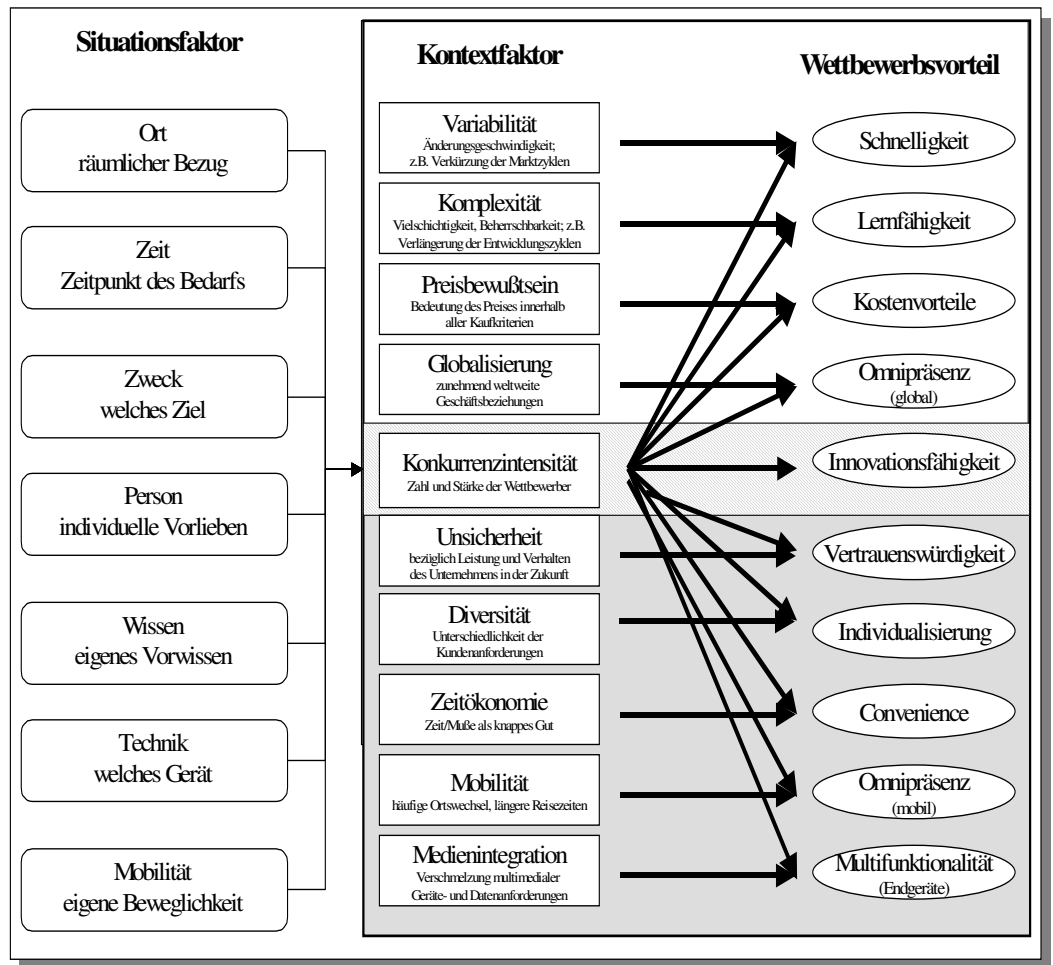 Situationsfaktor
Ort
räumlicher Bezug
Zeit
Zeitpunkt des Bedarfs
Zweck
welches Ziel
Person
individuelle Vorlieben
Wissen
eigenes Vorwissen
Technik
welches Gerät
Mobilität
eigene Beweglichkeit
Kontextfaktor
Variabilität
Änderungsgeschwindigkeit;
z.B. Verkürzung der Marktzyklen
Komplexität
Vielschichtigkeit, Beherrschbarkeit; z.B.
Verlängerung der Entwicklungszyklen
Preisbewußtsein
Bedeutung des Preises innerhalb
aller Kaufkriterien
Globalisierung
zunehmend weltweite
Geschäftsbeziehungen
Konkurrenzintensität
Zahl und Stärke der Wettbewerber
Unsicherheit
bezüglich Leistung und Verhalten
des Unternehmens in der Zukunft
Diversität
Unterschiedlichkeit der
Kundenanforderungen
Zeitökonomie
Zeit/Muße als knappes Gut
Mobilität
häufige Ortswechsel, längere Reisezeiten
Medienintegration
Verschmelzung multimedialer
Geräte- und Datenanforderungen
Wettbewerbsvorteil
Schnelligkeit
Lernfähigkeit
Kostenvorteile
Omnipräsenz
(global)
Innovationsfähigkeit
Vertrauenswürdigkeit
Individualisierung
Convenience
Omnipräsenz
(mobil)
Multifunktionalität
(Endgeräte)